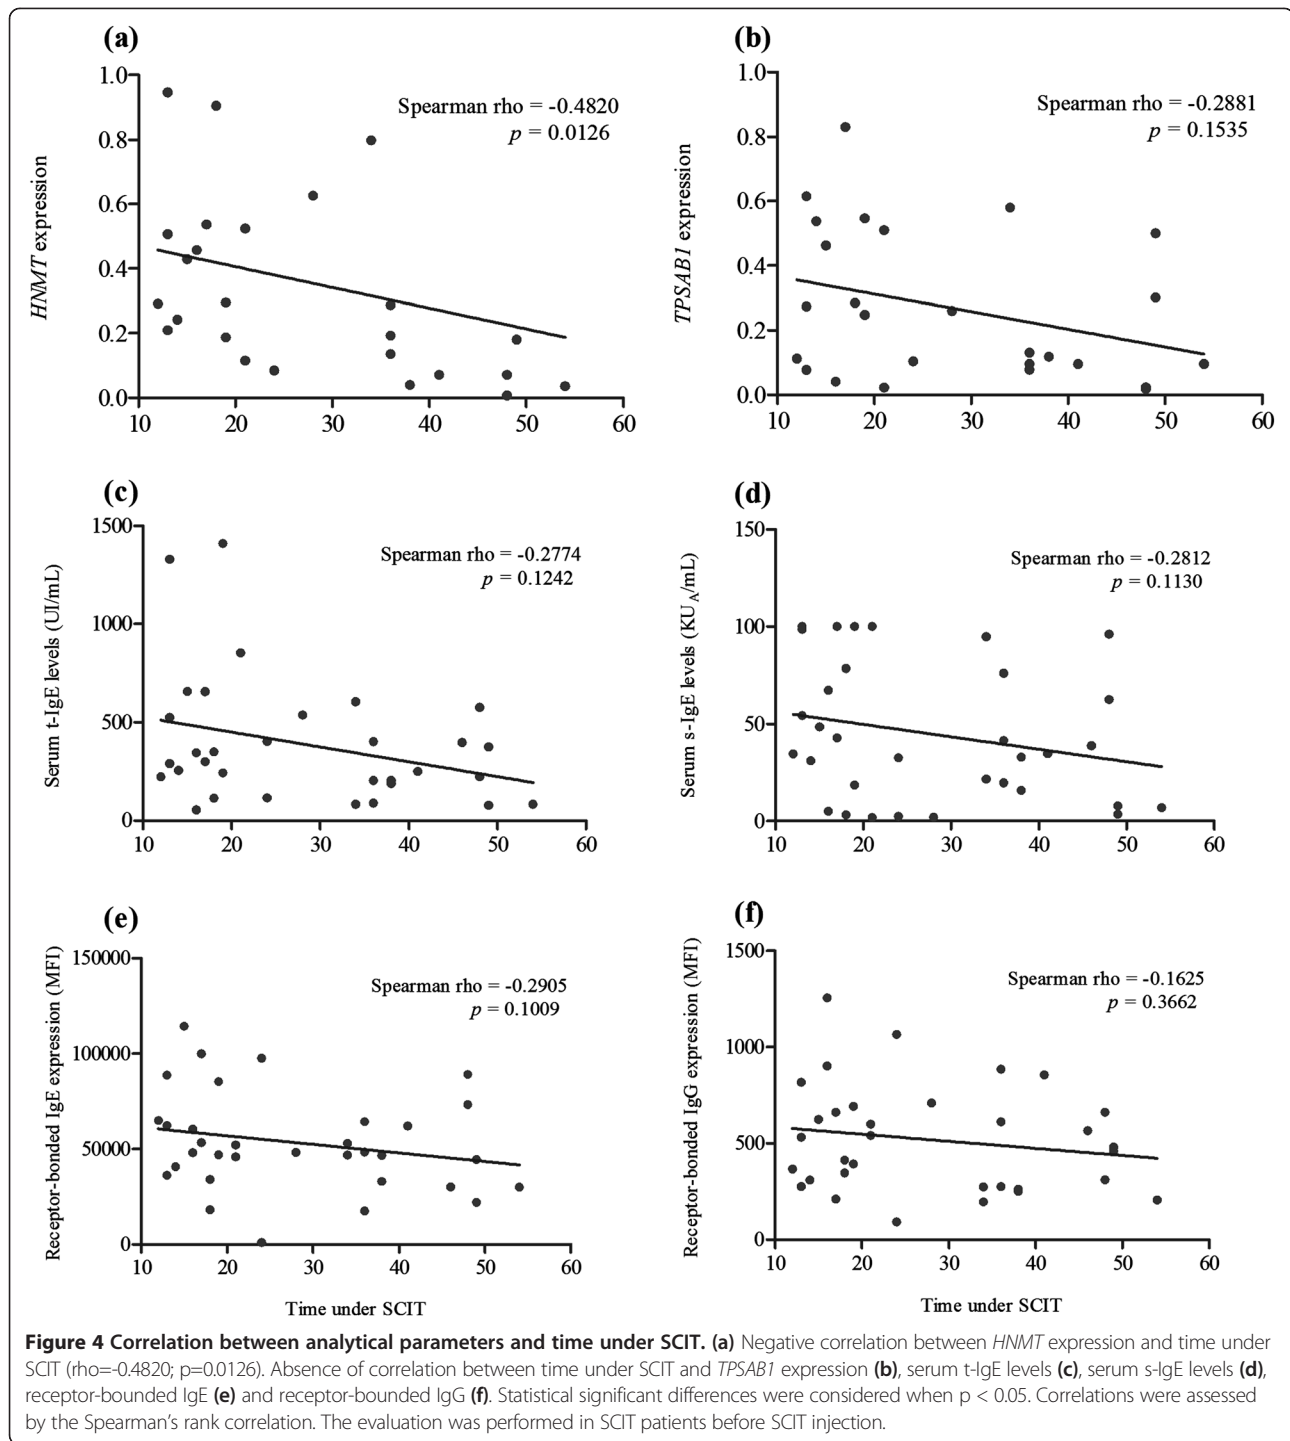 (a)
1.0
0.8
0.6
0.4
0.2
0.0
10 20 30 40 50 60
HNMT expression
Spearman rho = -0.4820
p = 0.0126
(b)
1.0
0.8
0.6
0.4
0.2
0.0
10 20 30 40 50 60
TPSAB1 expression
Spearman rho = -0.2881
p = 0.1535
(c)
1500
1000
500
0
10 20 30 40 50 60
Serum t-IgE levels (UI/mL)
Spearman rho = -0.2774
p = 0.1242
(d)
150
100
50
0
10 20 30 40 50 60
Serum s-IgE levels (KUA/mL)
Spearman rho = -0.2812
p = 0.1130
(e)
150000
100000
50000
0
10 20 30 40 50 60
Receptor-bonded IgE expression (MFI)
Spearman rho = -0.2905
p = 0.1009
Time under SCIT
(f)
1500
1000
500
0
10 20 30 40 50 60
Receptor-bonded IgG expression (MFI)
Spearman rho = -0.1625
p = 0.3662
Time under SCIT
Figure 4 Correlation between analytical parameters and time under SCIT. (a) Negative correlation between HNMT expression and time under
SCIT (rho=-0.4820; p=0.0126). Absence of correlation between time under SCIT and TPSAB1 expression (b), serum t-IgE levels (c), serum s-IgE levels (d),
receptor-bounded IgE (e) and receptor-bounded IgG (f). Statistical significant differences were considered when p < 0.05. Correlations were assessed
by the Spearman's rank correlation. The evaluation was performed in SCIT patients before SCIT injection.